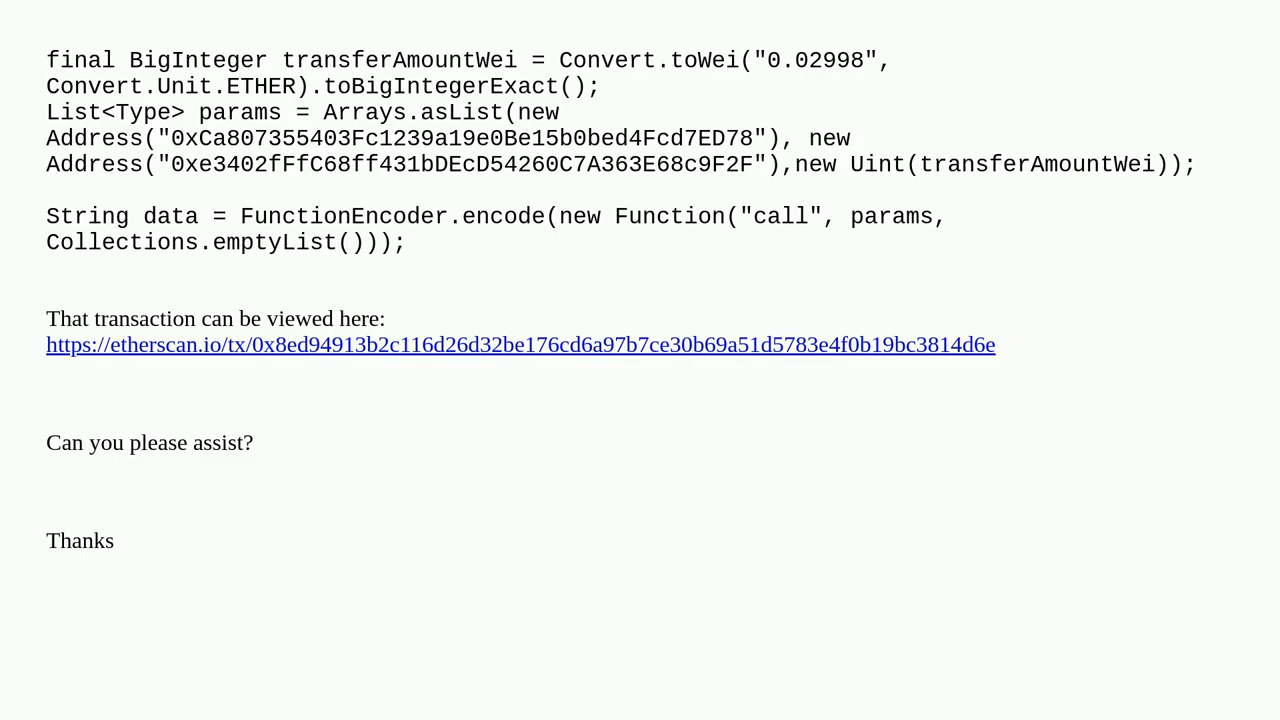 final BigInteger transferAmountWei = Convert.toWei("0.02998",
Convert.Unit.ETHER).toBigIntegerExact();
List<Type> params = Arrays.asList(new
Address("0xCa807355403Fc1239a19e0Be15b0bed4Fcd7ED78"), new
Address("0xe3402fFfC68ff431bDEcD54260C7A363E68c9F2F"),new Uint(transferAmountWei));
String data = FunctionEncoder.encode(new Function("call", params,
Collections.emptyList()));
That transaction can be viewed here:
https://etherscan.io/tx/0x8ed94913b2c116d26d32be176cd6a97b7ce30b69a51d5783e4f0b19bc3814d6e
Can you please assist?
Thanks